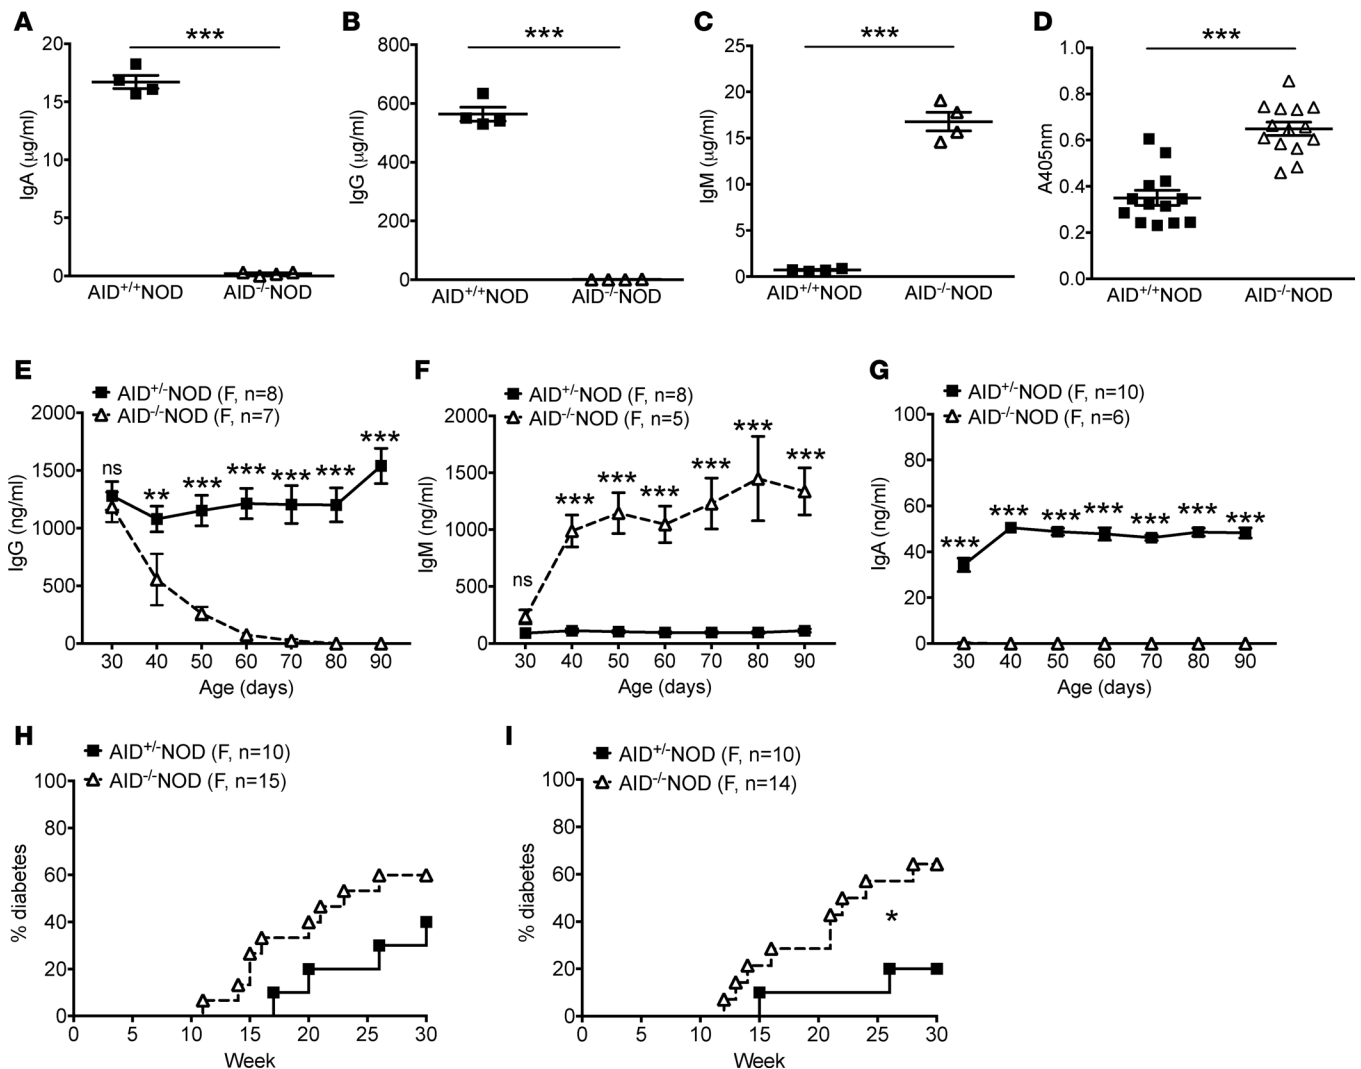 A
***
IgA (µg/ml)
20
15
10
5
0
AID+/+NOD AID-/-NOD
B
***
IgG (µg/ml)
800
600
400
200
0
AID+/+NOD AID-/-NOD
C
***
IgM (µg/ml)
25
20
15
10
5
0
AID+/+NOD AID-/-NOD
D
***
A405nm
1.0
0.8
0.6
0.4
0.2
0.0
AID+/+NOD AID-/-NOD
E
AID+/-NOD (F, n=8)
AID-/-NOD (F, n=7)
IgG (ng/ml)
2000
1500
1000
500
0
ns ** *** *** *** *** ***
30 40 50 60 70 80 90
Age (days)
F
AID+/-NOD (F, n=8)
AID-/-NOD (F, n=5)
IgM (ng/ml)
2000
1500
1000
500
0
ns *** *** *** *** *** ***
30 40 50 60 70 80 90
Age (days)
G
AID+/-NOD (F, n=10)
AID-/-NOD (F, n=6)
IgA (ng/ml)
100
80
60
40
20
0
*** *** *** *** *** *** ***
30 40 50 60 70 80 90
Age (days)
H
AID+/-NOD (F, n=10)
AID-/-NOD (F, n=15)
% diabetes
100
80
60
40
20
0
0 5 10 15 20 25 30
Week
I
AID+/-NOD (F, n=10)
AID-/-NOD (F, n=14)
% diabetes
100
80
60
40
20
0
*
0 5 10 15 20 25 30
Week